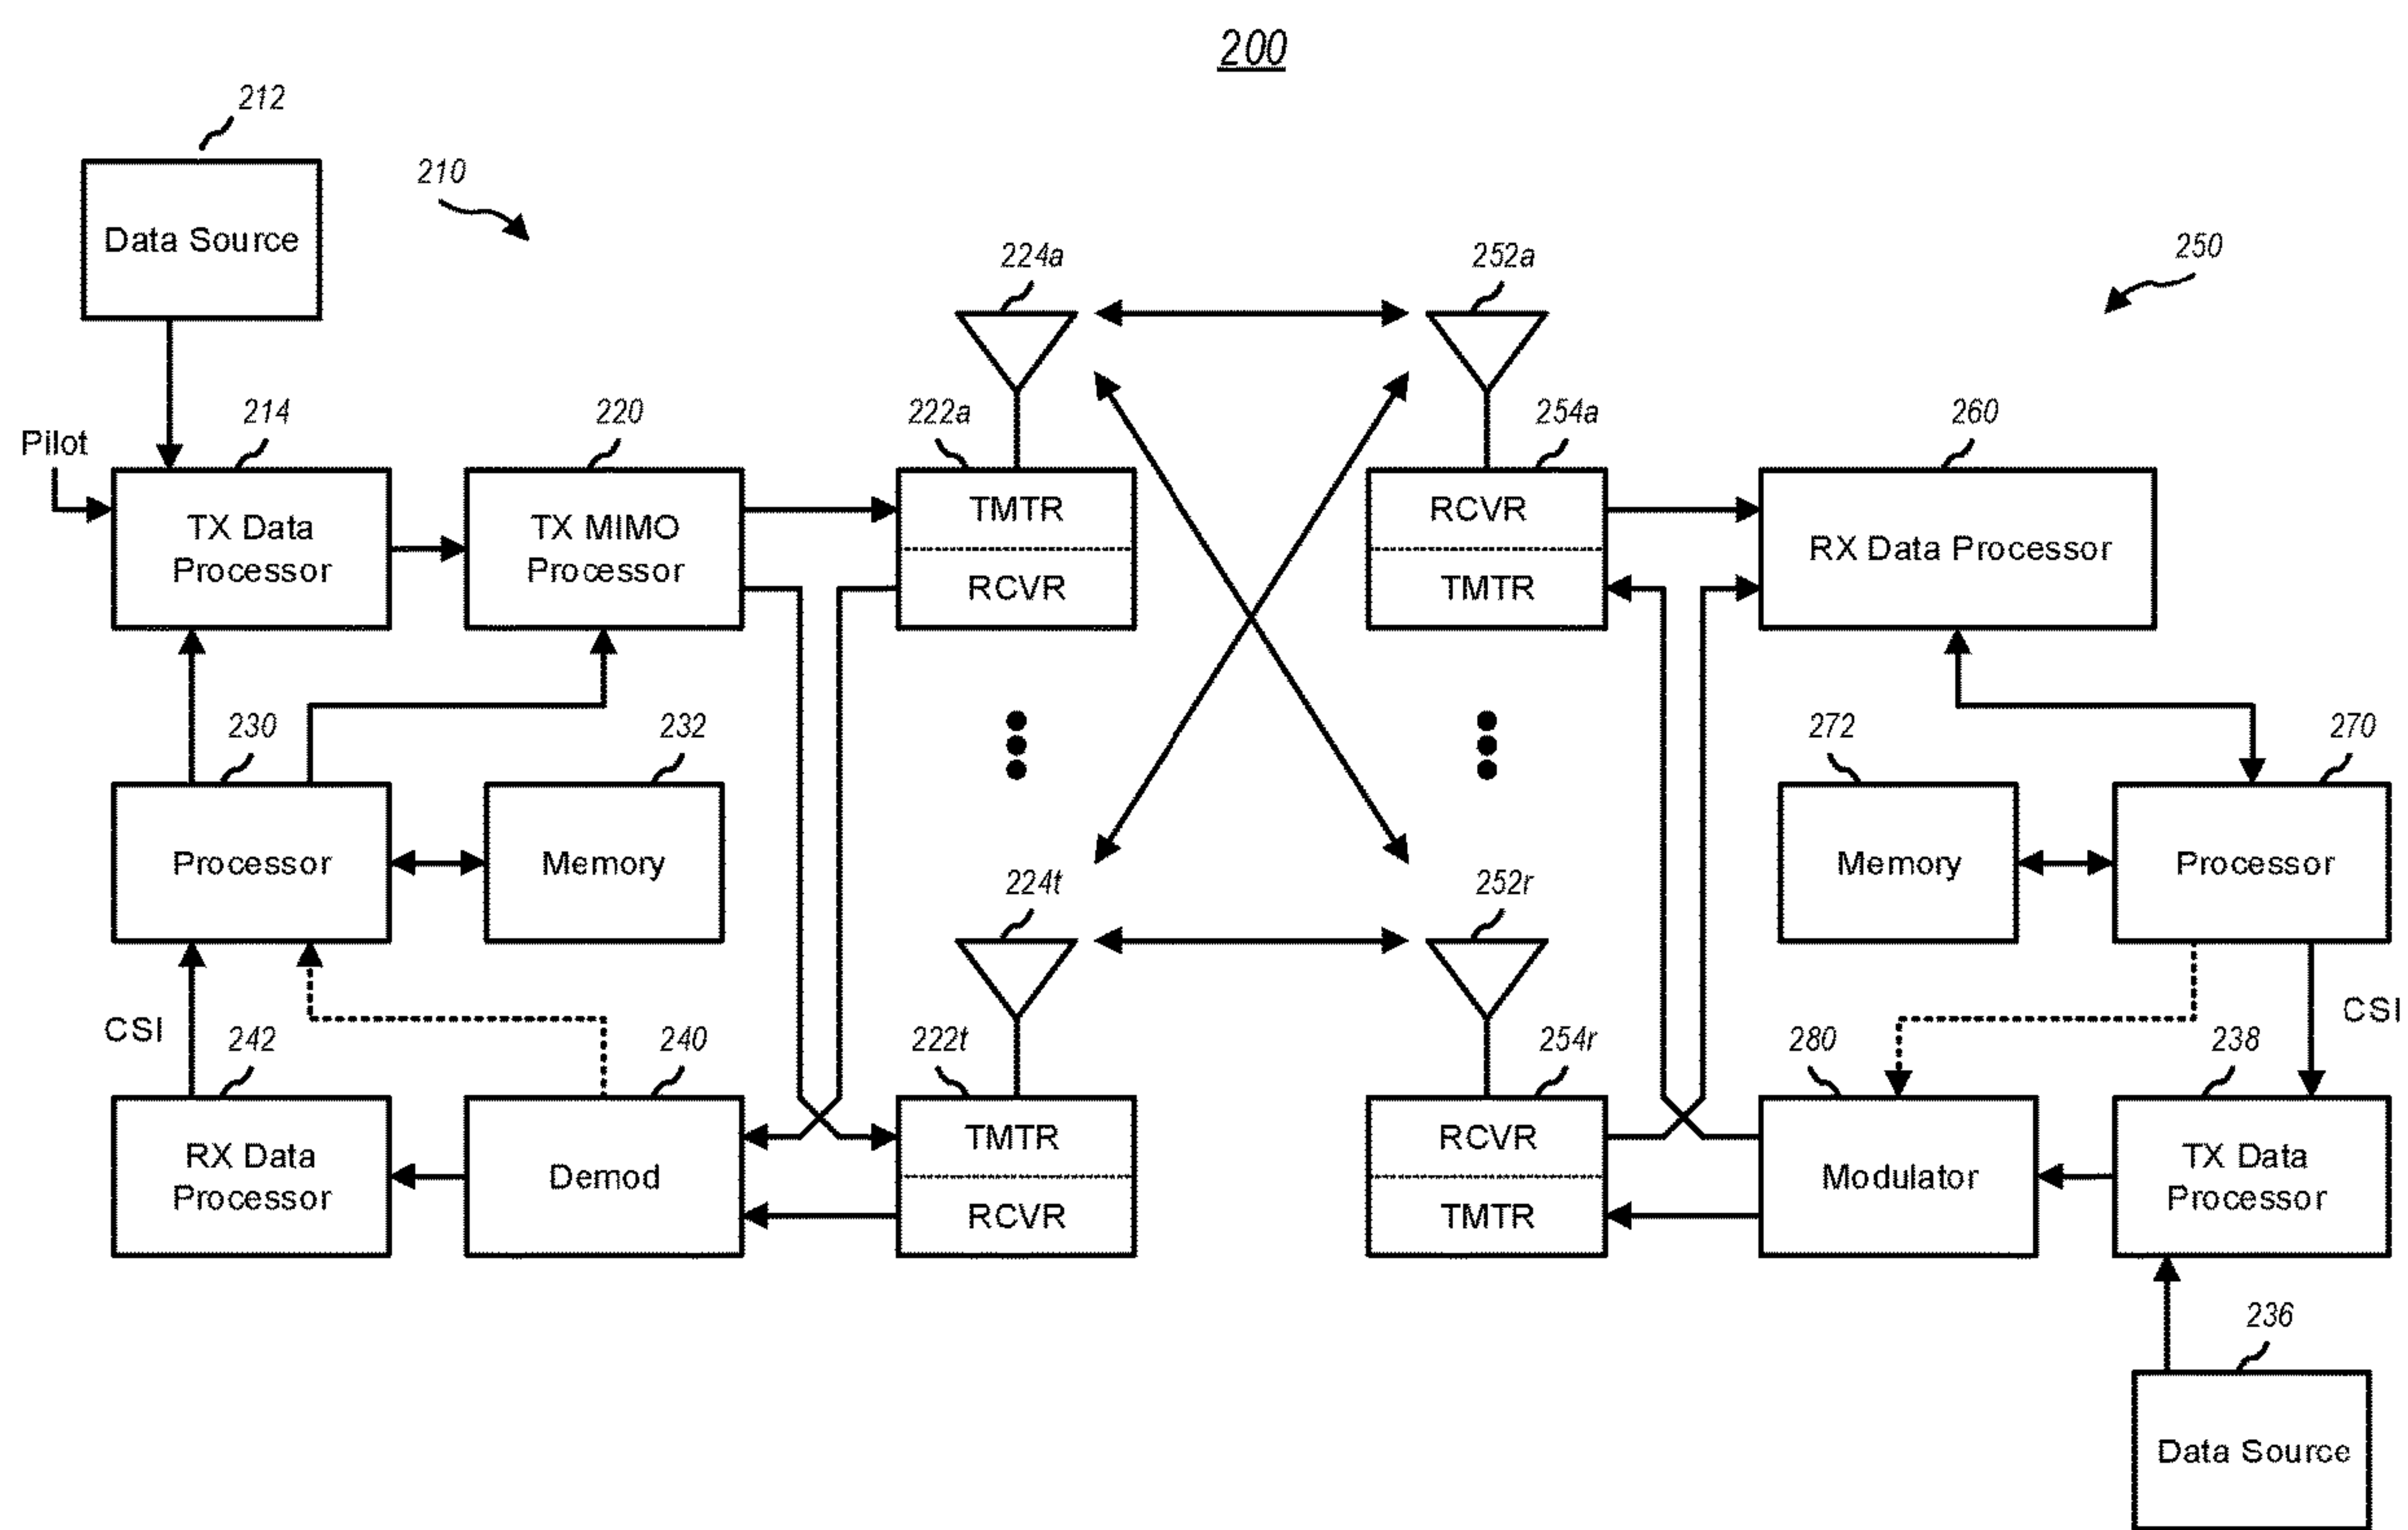 200
212
210
Data Source
250
224a
252a
Pilot
214
220
222a
254a
260
TX Data
Processor
TX MIMO
Processor
TMTR
RCVR
RCVR
TMTR
RX Data Processor
230
232
272
270
Processor
Memory
Memory
Processor
224t
252r
CSI
242
240
222t
254r
280
238
CSI
RX Data
Processor
Demod
TMTR
RCVR
RCVR
TMTR
Modulator
TX Data
Processor
236
Data Source